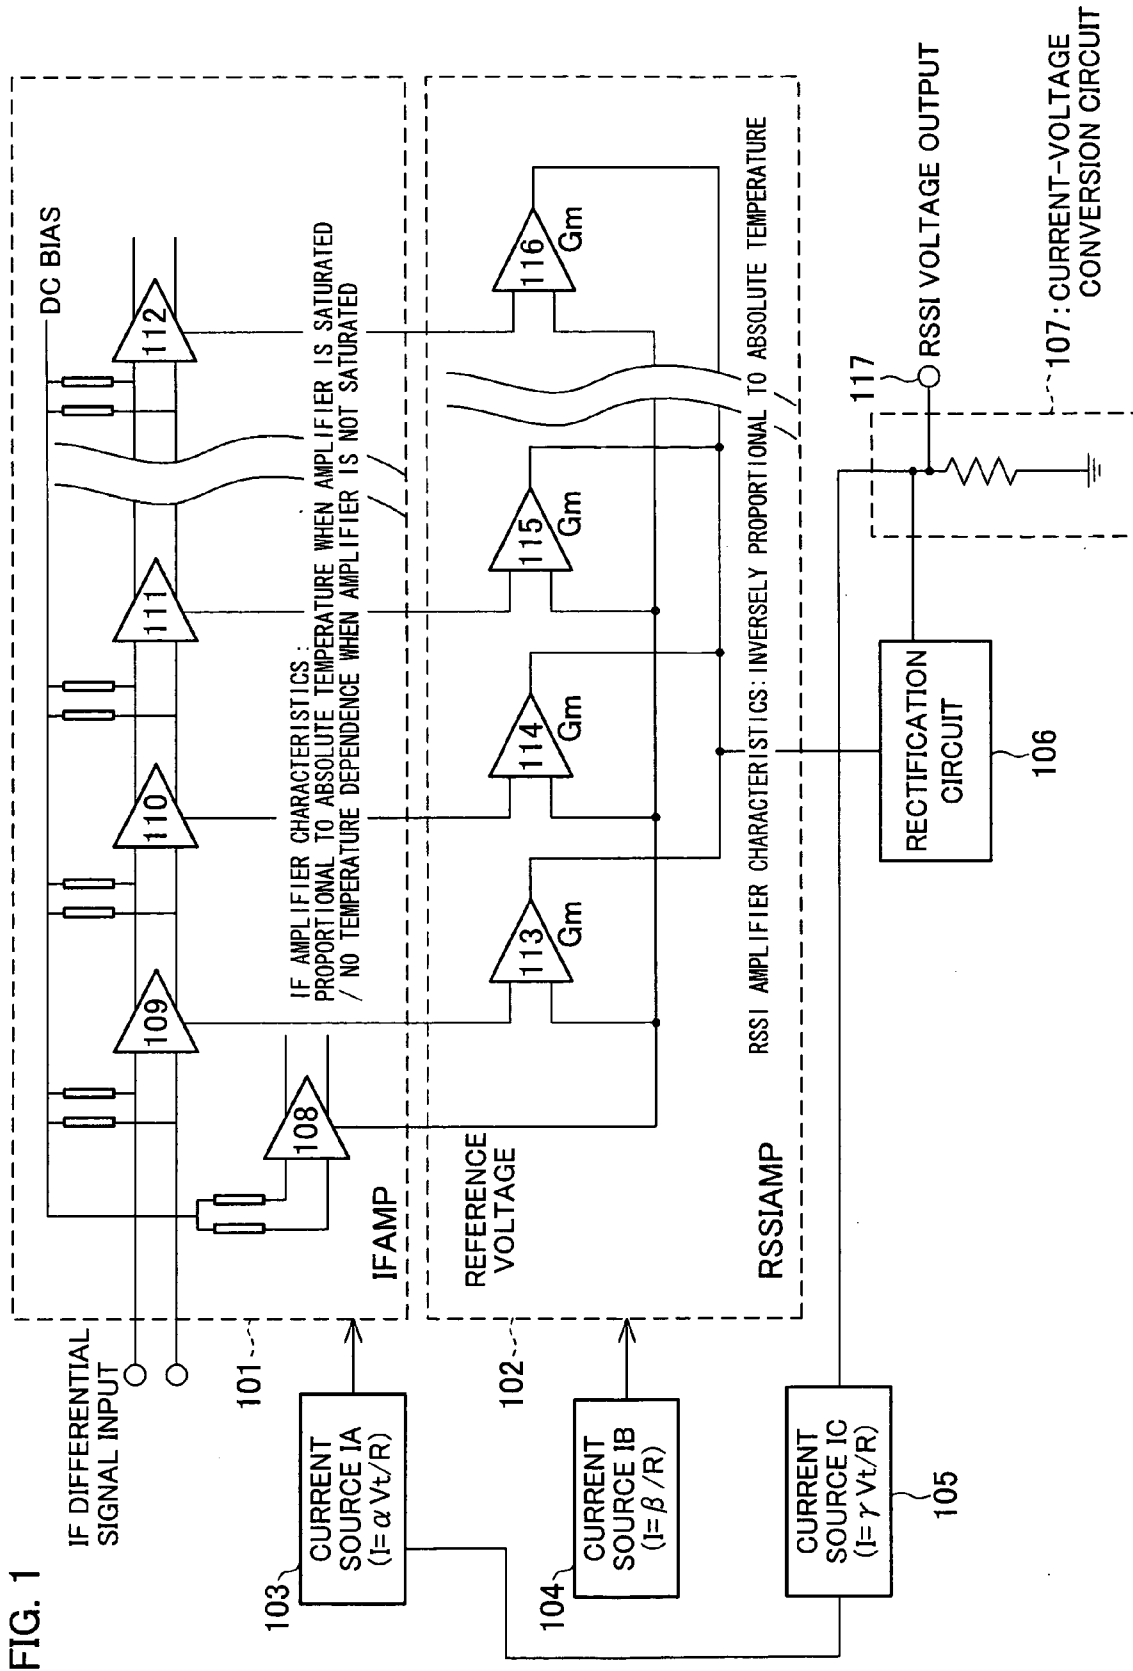 FIG. 1
IF DIFFERENTIAL
SIGNAL INPUT
DC BIAS
101
109
110
111
112
108
IF AMPLIFIER CHARACTERISTICS:
PROPORTIONAL TO ABSOLUTE TEMPERATURE WHEN AMPLIFIER IS SATURATED
/ NO TEMPERATURE DEPENDENCE WHEN AMPLIFIER IS NOT SATURATED
IFAMP
103
CURRENT
SOURCE IA
(I=αVt/R)
102
REFERENCE
VOLTAGE
113
Gm
114
Gm
115
Gm
116
Gm
RSSI AMPLIFIER CHARACTERISTICS:INVERSELY PROPORTIONAL TO ABSOLUTE TEMPERATURE
RSSIAMP
104
CURRENT
SOURCE IB
(I=β/R)
CURRENT
SOURCE IC
(I=γVt/R)
105
RECTIFICATION
CIRCUIT
106
117
RSSI VOLTAGE OUTPUT
107:CURRENT-VOLTAGE
CONVERSION CIRCUIT